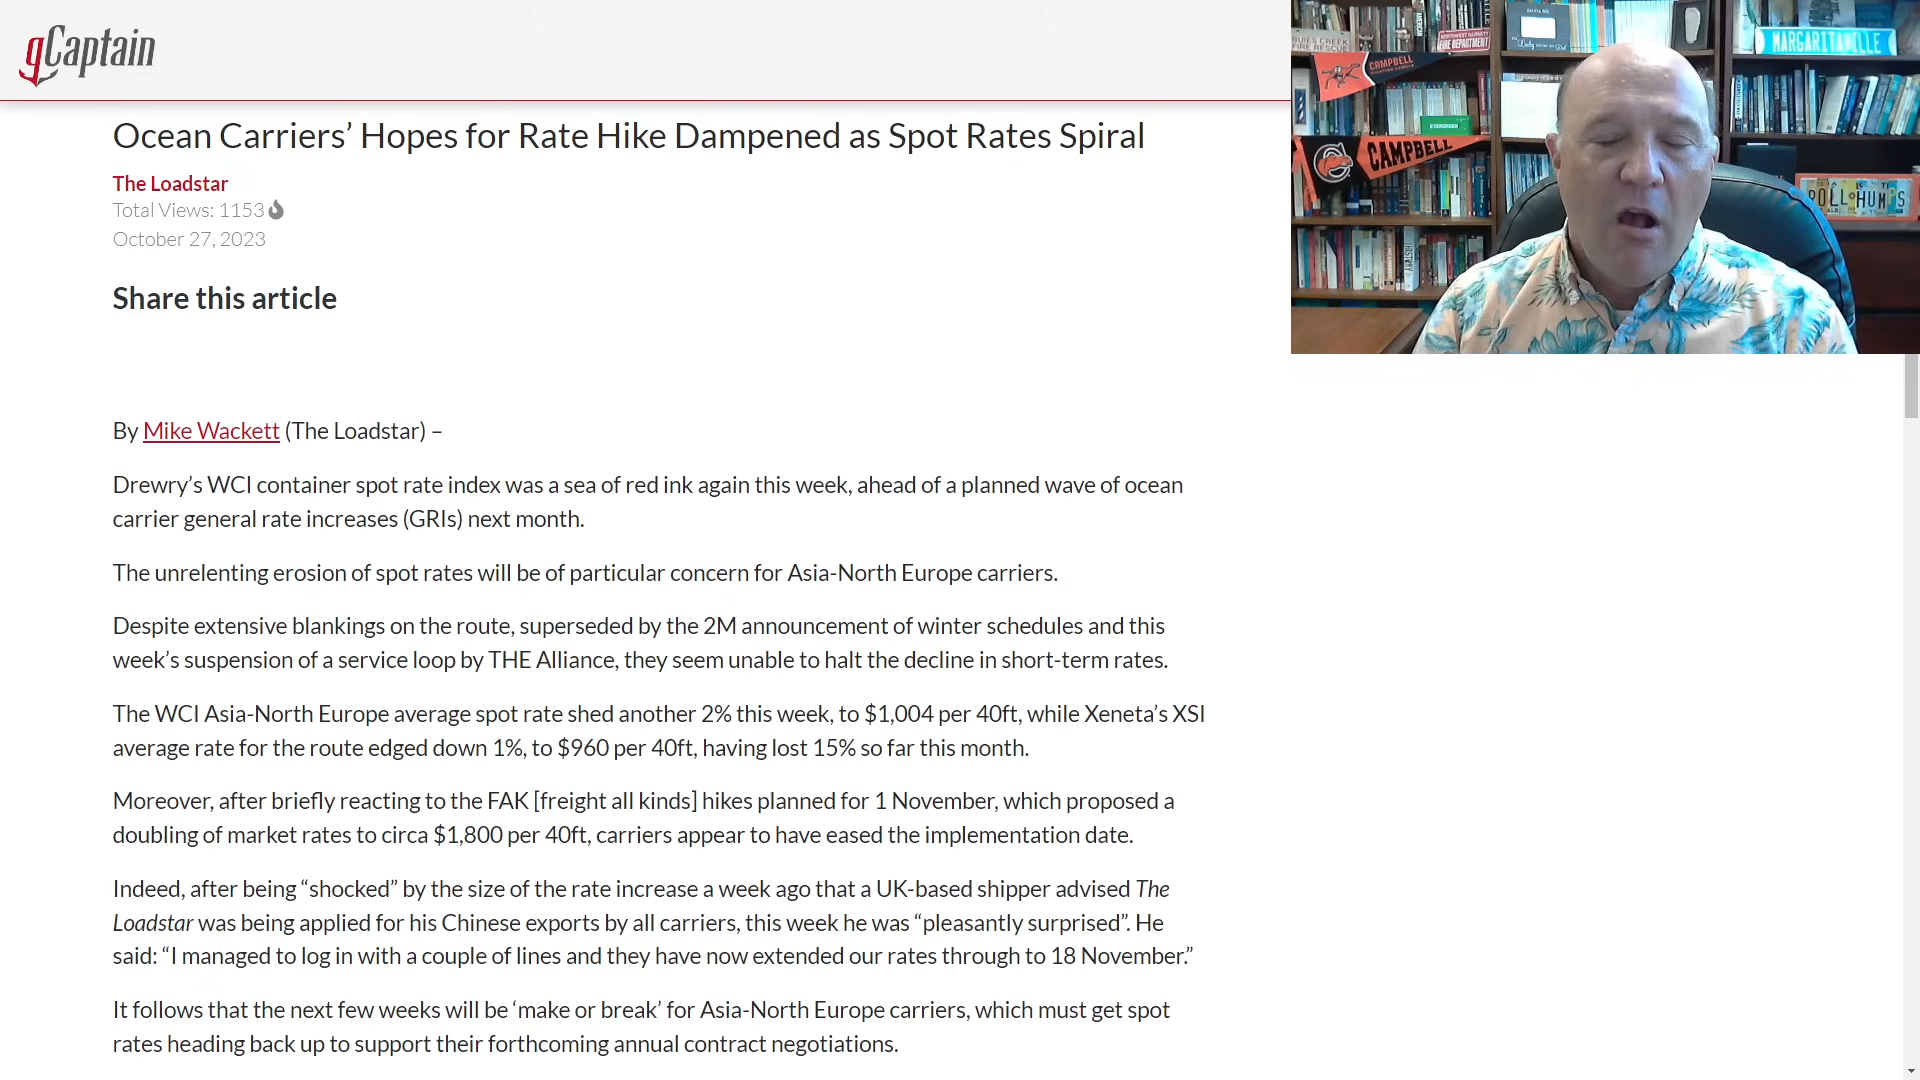 gCaptain
Ocean Carriers’ Hopes for Rate Hike Dampened as Spot Rates Spiral
The Loadstar
Total Views: 1153
October 27, 2023
Share this article
By Mike Wackett (The Loadstar) –
Drewry’s WCI container spot rate index was a sea of red ink again this week, ahead of a planned wave of ocean
carrier general rate increases (GRIs) next month.
The unrelenting erosion of spot rates will be of particular concern for Asia-North Europe carriers.
Despite extensive blankings on the route, superseded by the 2M announcement of winter schedules and this
week’s suspension of a service loop by THE Alliance, they seem unable to halt the decline in short-term rates.
The WCI Asia-North Europe average spot rate shed another 2% this week, to $1,004 per 40ft, while Xeneta’s XSI
average rate for the route edged down 1%, to $960 per 40ft, having lost 15% so far this month.
Moreover, after briefly reacting to the FAK [freight all kinds] hikes planned for 1 November, which proposed a
doubling of market rates to circa $1,800 per 40ft, carriers appear to have eased the implementation date.
Indeed, after being “shocked” by the size of the rate increase a week ago that a UK-based shipper advised The
Loadstar was being applied for his Chinese exports by all carriers, this week he was “pleasantly surprised”. He
said: “I managed to log in with a couple of lines and they have now extended our rates through to 18 November.”
It follows that the next few weeks will be ‘make or break’ for Asia-North Europe carriers, which must get spot
rates heading back up to support their forthcoming annual contract negotiations.
BUIES CREEK
FIRE RESCUE
NORTHWEST HARNETT
FIRE DEPARTMENT
MARGARITAVILLE
CAMPBELL
EVERGREEN
CAMPBELL
ROLL HUMPS